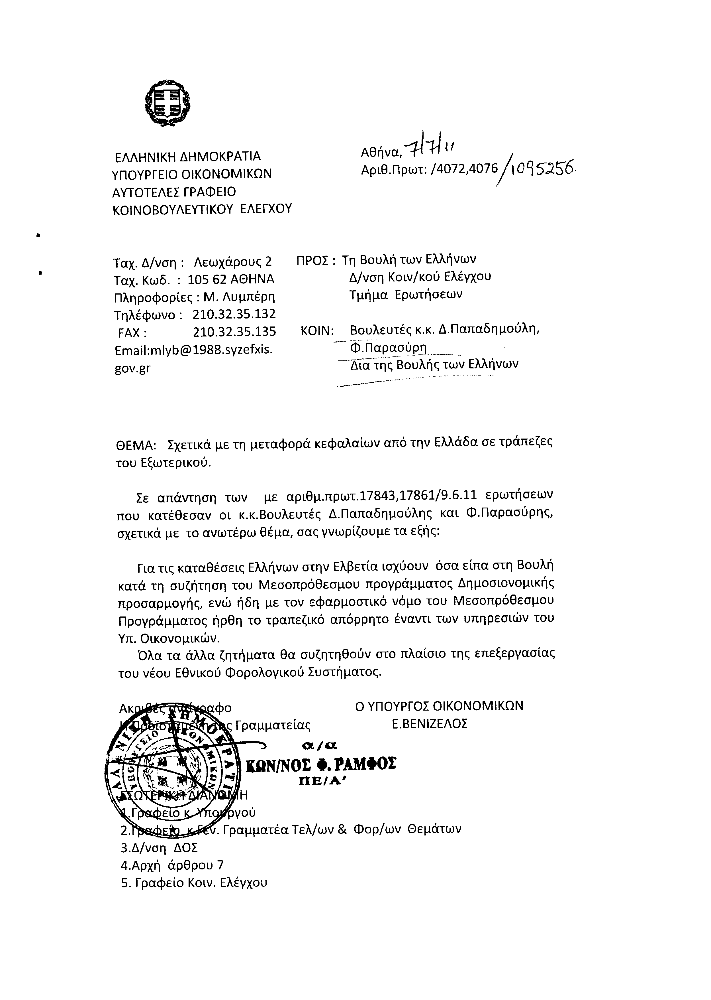 ΕΛΛΗΝΙΚΗ ΔΗΜΟΚΡΑΤΙΑ
ΥΠΟΥΡΓΕΙΟ ΟΙΚΟΝΟΜΙΚΩΝ
ΑΥΤΟΤΕΛΕΣ ΓΡΑΦΕΙΟ
ΚΟΙΝΟΒΟΥΛΕΥΤΙΚΟΥ ΕΛΕΓΧΟΥ
Αθήνα, 7/7/11
Αριθ.Πρωτ: /4072,4076/1095256.
Ταχ. Δ/νση : Λεωχάρους 2
Ταχ. Κωδ. : 105 62 ΑΘΗΝΑ
Πληροφορίες : Μ. Λυμπέρη
Τηλέφωνο : 210.32.35.132
FAX : 210.32.35.135
Email:mlyb@1988.syzefxis.
gov.gr
ΠΡΟΣ : Τη Βουλή των Ελλήνων
Δ/νση Κοιν/κού Ελέγχου
Τμήμα Ερωτήσεων
ΚΟΙΝ: Βουλευτές κ.κ. Δ.Παπαδημούλη,
Φ.Παρασύρη
Δια της Βουλής των Ελλήνων
ΘΕΜΑ: Σχετικά με τη μεταφορά κεφαλαίων από την Ελλάδα σε τράπεζες
του Εξωτερικού.
Σε απάντηση των με αριθμ.πρωτ.17843,17861/9.6.11 ερωτήσεων
που κατέθεσαν οι κ.κ.Βουλευτές Δ.Παπαδημούλης και Φ.Παρασύρης,
σχετικά με το ανωτέρω θέμα, σας γνωρίζουμε τα εξής:
Για τις καταθέσεις Ελλήνων στην Ελβετία ισχύουν όσα είπα στη Βουλή
κατά τη συζήτηση του Μεσοπρόθεσμου προγράμματος Δημοσιονομικής
προσαρμογής, ενώ ήδη με τον εφαρμοστικό νόμο του Μεσοπρόθεσμου
Προγράμματος ήρθη το τραπεζικό απόρρητο έναντι των υπηρεσιών του
Υπ. Οικονομικών.
Όλα τα άλλα ζητήματα θα συζητηθούν στο πλαίσιο της επεξεργασίας
του νέου Εθνικού Φορολογικού Συστήματος.
Ακριβές αντίγραφο
Η Προϊσταμένη της Γραμματείας
Ο ΥΠΟΥΡΓΟΣ ΟΙΚΟΝΟΜΙΚΩΝ
Ε.ΒΕΝΙΖΕΛΟΣ
α/α
ΚΩΝ/ΝΟΣ Φ. ΡΑΜΦΟΣ
ΠΕ/Α'
ΕΛΛΗΝΙΚΗ ΔΗΜΟΚΡΑΤΙΑ
ΥΠΟΥΡΓΕΙΟ ΟΙΚΟΝΟΜΙΚΩΝ
ΕΣΩΤΕΡΙΚΗ ΔΙΑΝΟΜΗ
1.Γραφείο κ. Υπουργού
2.Γραφείο κ.Γεν. Γραμματέα Τελ/ων & Φορ/ων Θεμάτων
3.Δ/νση ΔΟΣ
4.Αρχή άρθρου 7
5. Γραφείο Κοιν. Ελέγχου